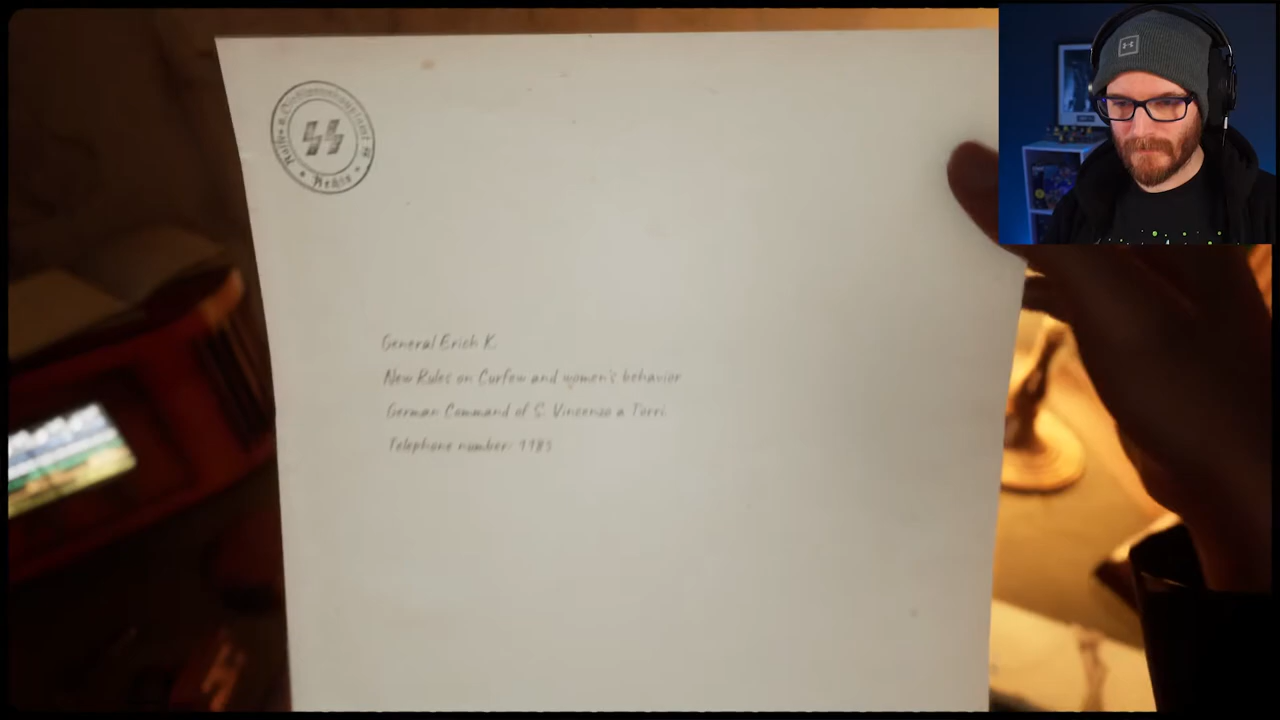 General Erich K.
New Rules on Curfew and women's behavior
German Command of S. Vincenzo a Torri.
Telephone number: 1183